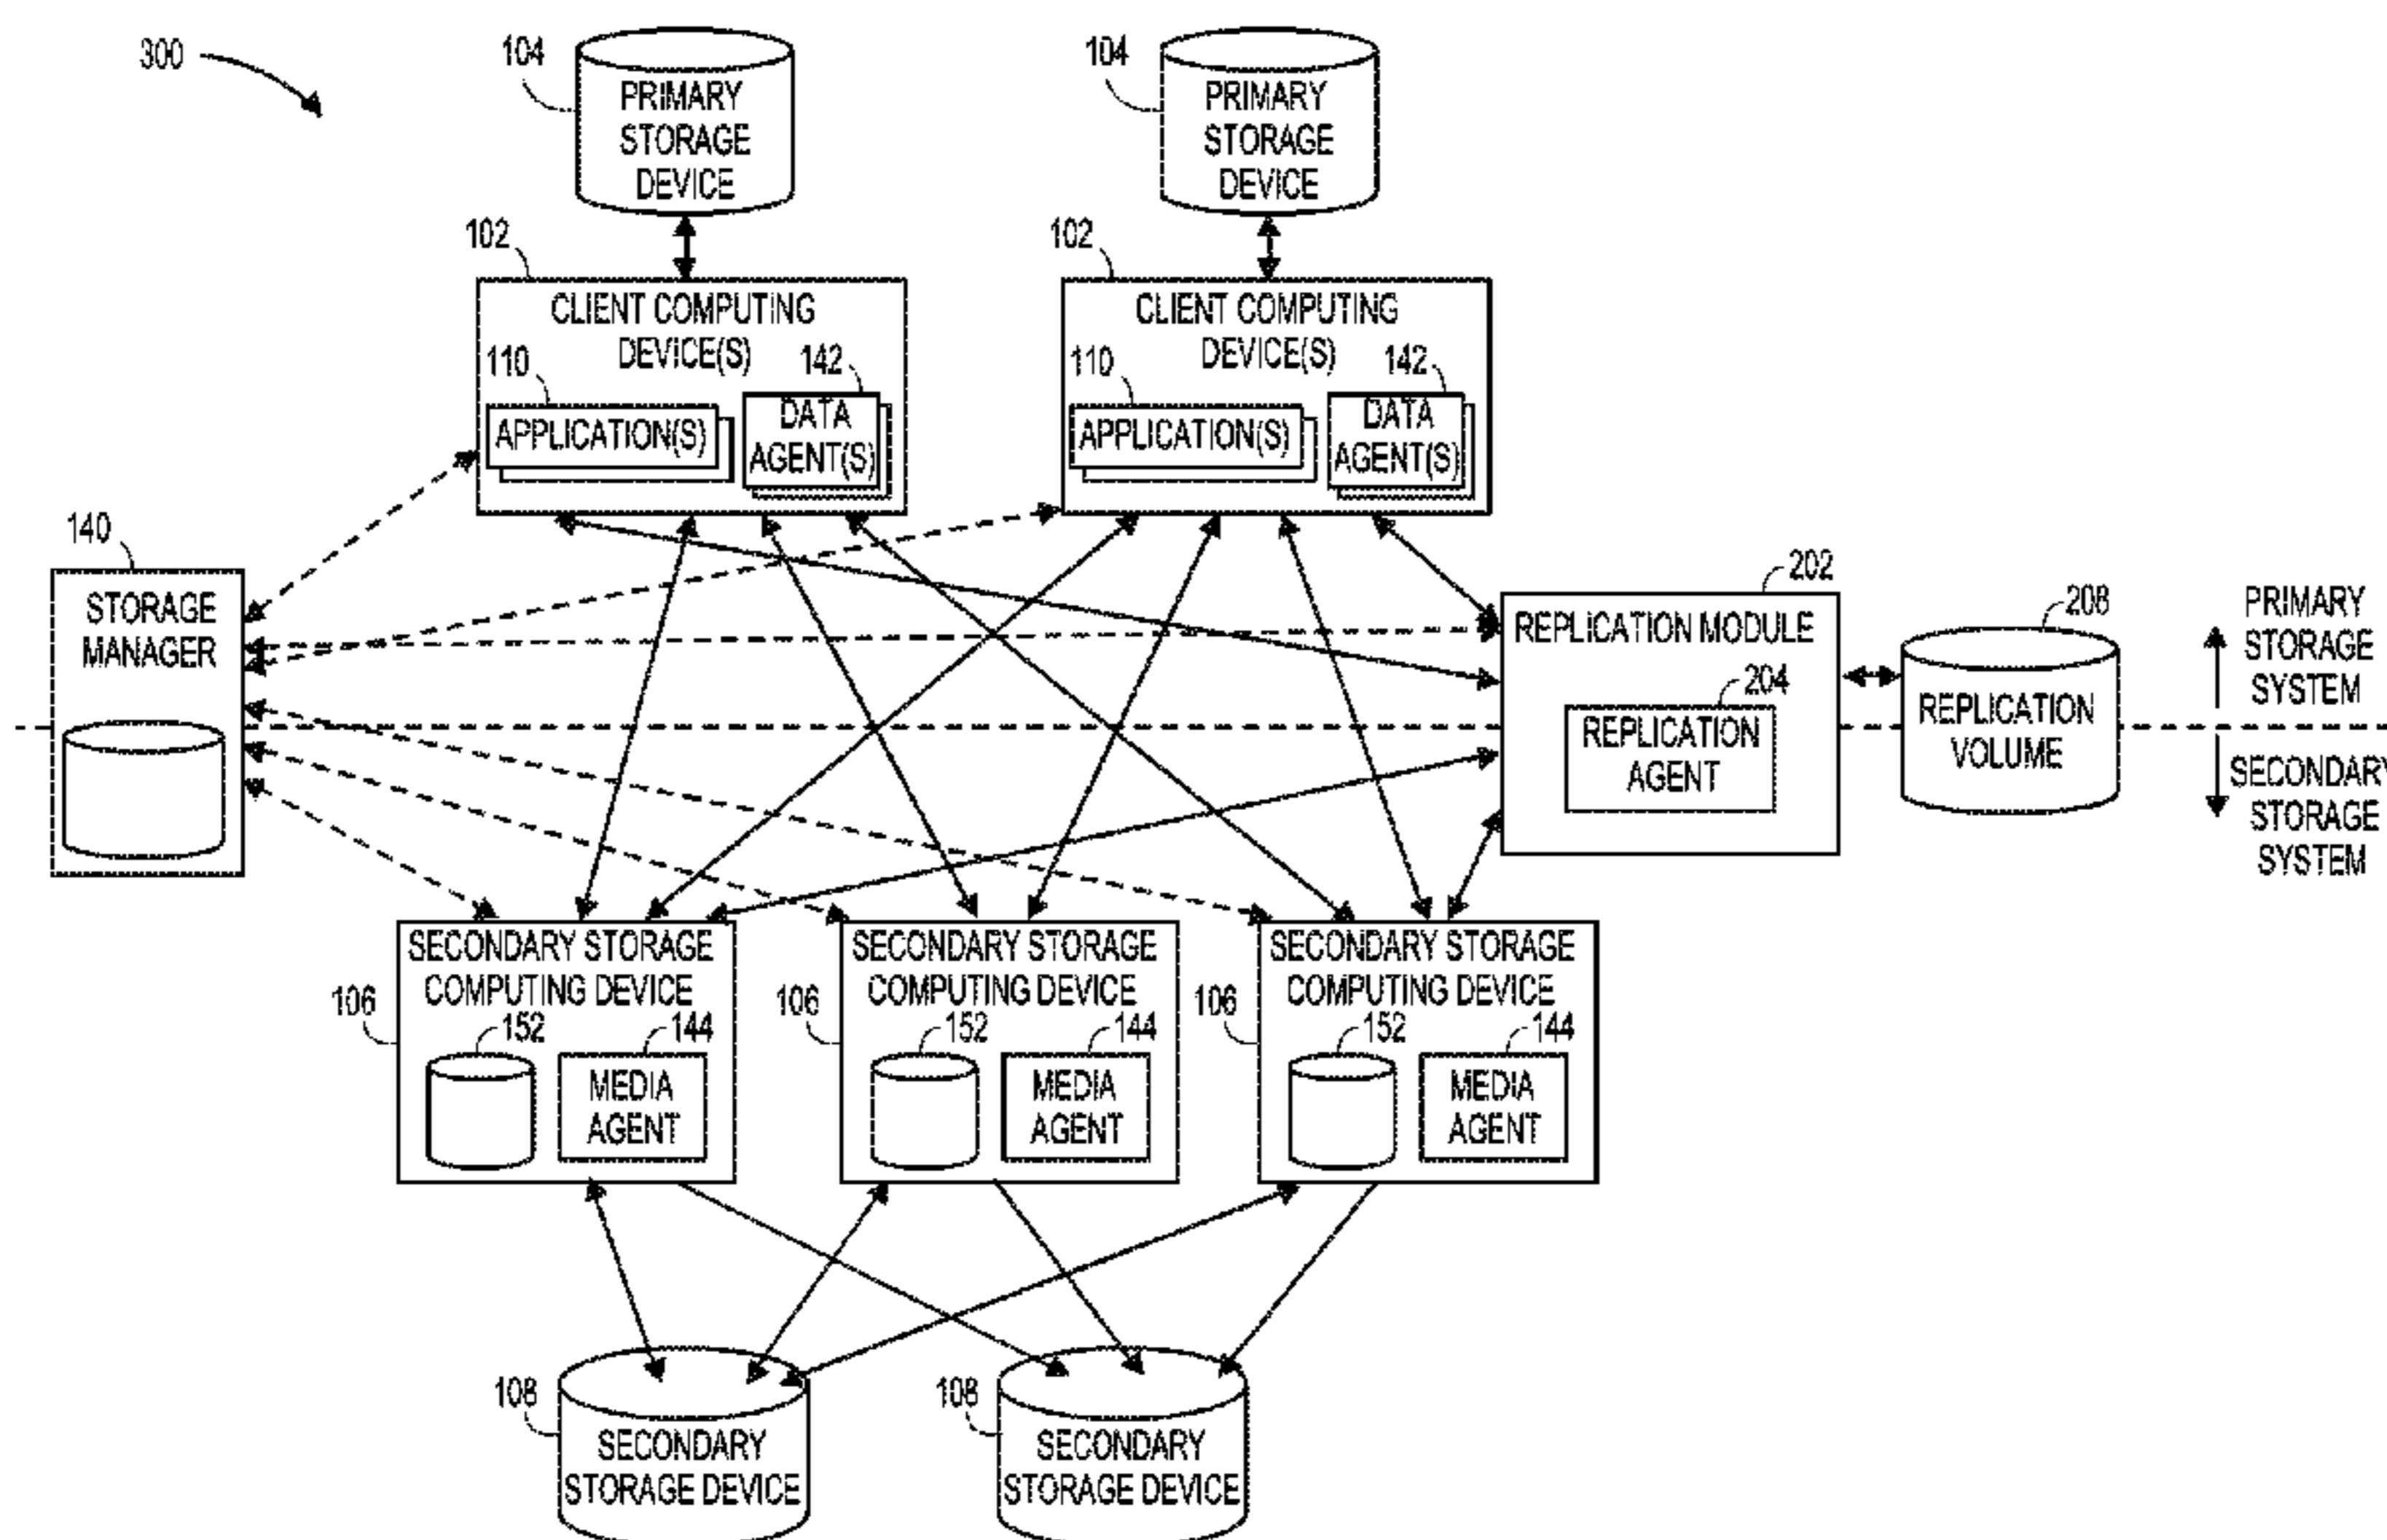 300
104
PRIMARY
STORAGE
DEVICE
104
PRIMARY
STORAGE
DEVICE
102
CLIENT COMPUTING
DEVICE(S)
110
142
APPLICATION(S)
DATA
AGENT(S)
102
CLIENT COMPUTING
DEVICE(S)
110
142
APPLICATION(S)
DATA
AGENT(S)
140
STORAGE
MANAGER
202
REPLICATION MODULE
204
REPLICATION
AGENT
208
REPLICATION
VOLUME
PRIMARY
STORAGE
SYSTEM
SECONDARY
STORAGE
SYSTEM
106
SECONDARY STORAGE
COMPUTING DEVICE
152
144
MEDIA
AGENT
106
SECONDARY STORAGE
COMPUTING DEVICE
152
144
MEDIA
AGENT
106
SECONDARY STORAGE
COMPUTING DEVICE
152
144
MEDIA
AGENT
108
SECONDARY
STORAGE DEVICE
108
SECONDARY
STORAGE DEVICE